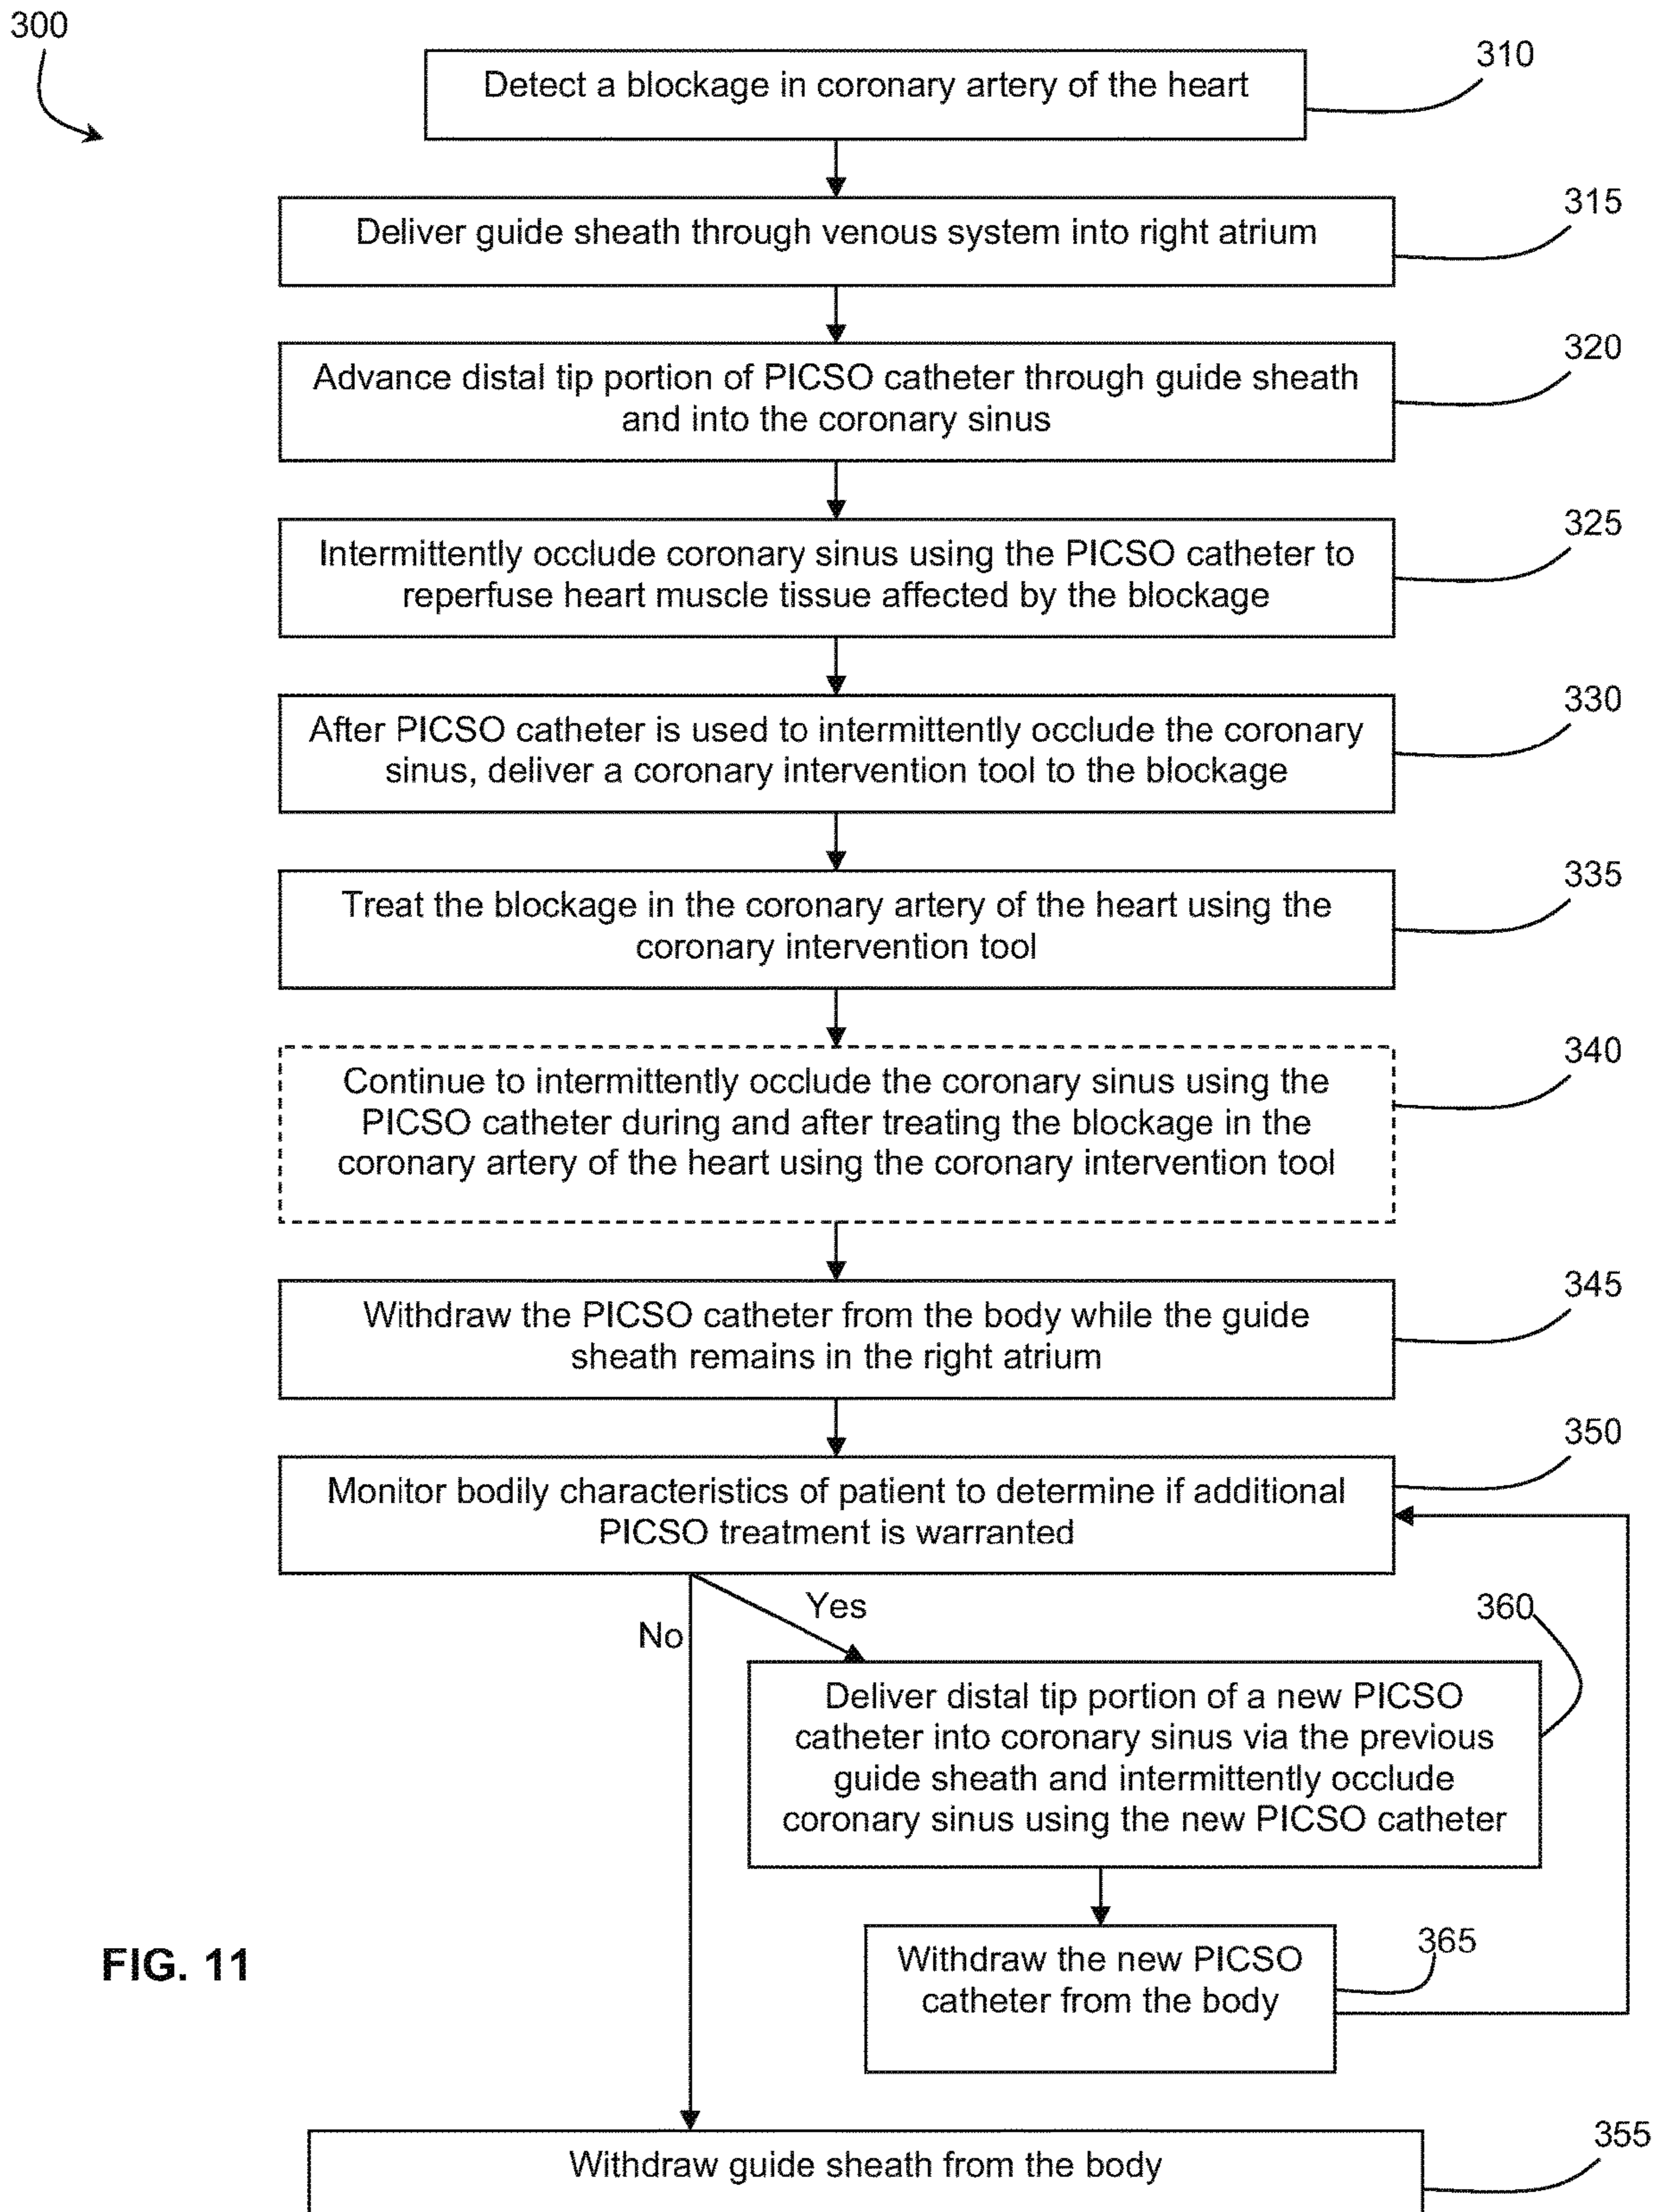 300
310
Detect a blockage in coronary artery of the heart
315
Deliver guide sheath through venous system into right atrium
320
Advance distal tip portion of PICSO catheter through guide sheath
and into the coronary sinus
325
Intermittently occlude coronary sinus using the PICSO catheter to
reperfuse heart muscle tissue affected by the blockage
330
After PICSO catheter is used to intermittently occlude the coronary
sinus, deliver a coronary intervention tool to the blockage
335
Treat the blockage in the coronary artery of the heart using the
coronary intervention tool
340
Continue to intermittently occlude the coronary sinus using the
PICSO catheter during and after treating the blockage in the
coronary artery of the heart using the coronary intervention tool
345
Withdraw the PICSO catheter from the body while the guide
sheath remains in the right atrium
350
Monitor bodily characteristics of patient to determine if additional
PICSO treatment is warranted
Yes
No
360
Deliver distal tip portion of a new PICSO
catheter into coronary sinus via the previous
guide sheath and intermittently occlude
coronary sinus using the new PICSO catheter
365
Withdraw the new PICSO
catheter from the body
FIG. 11
355
Withdraw guide sheath from the body